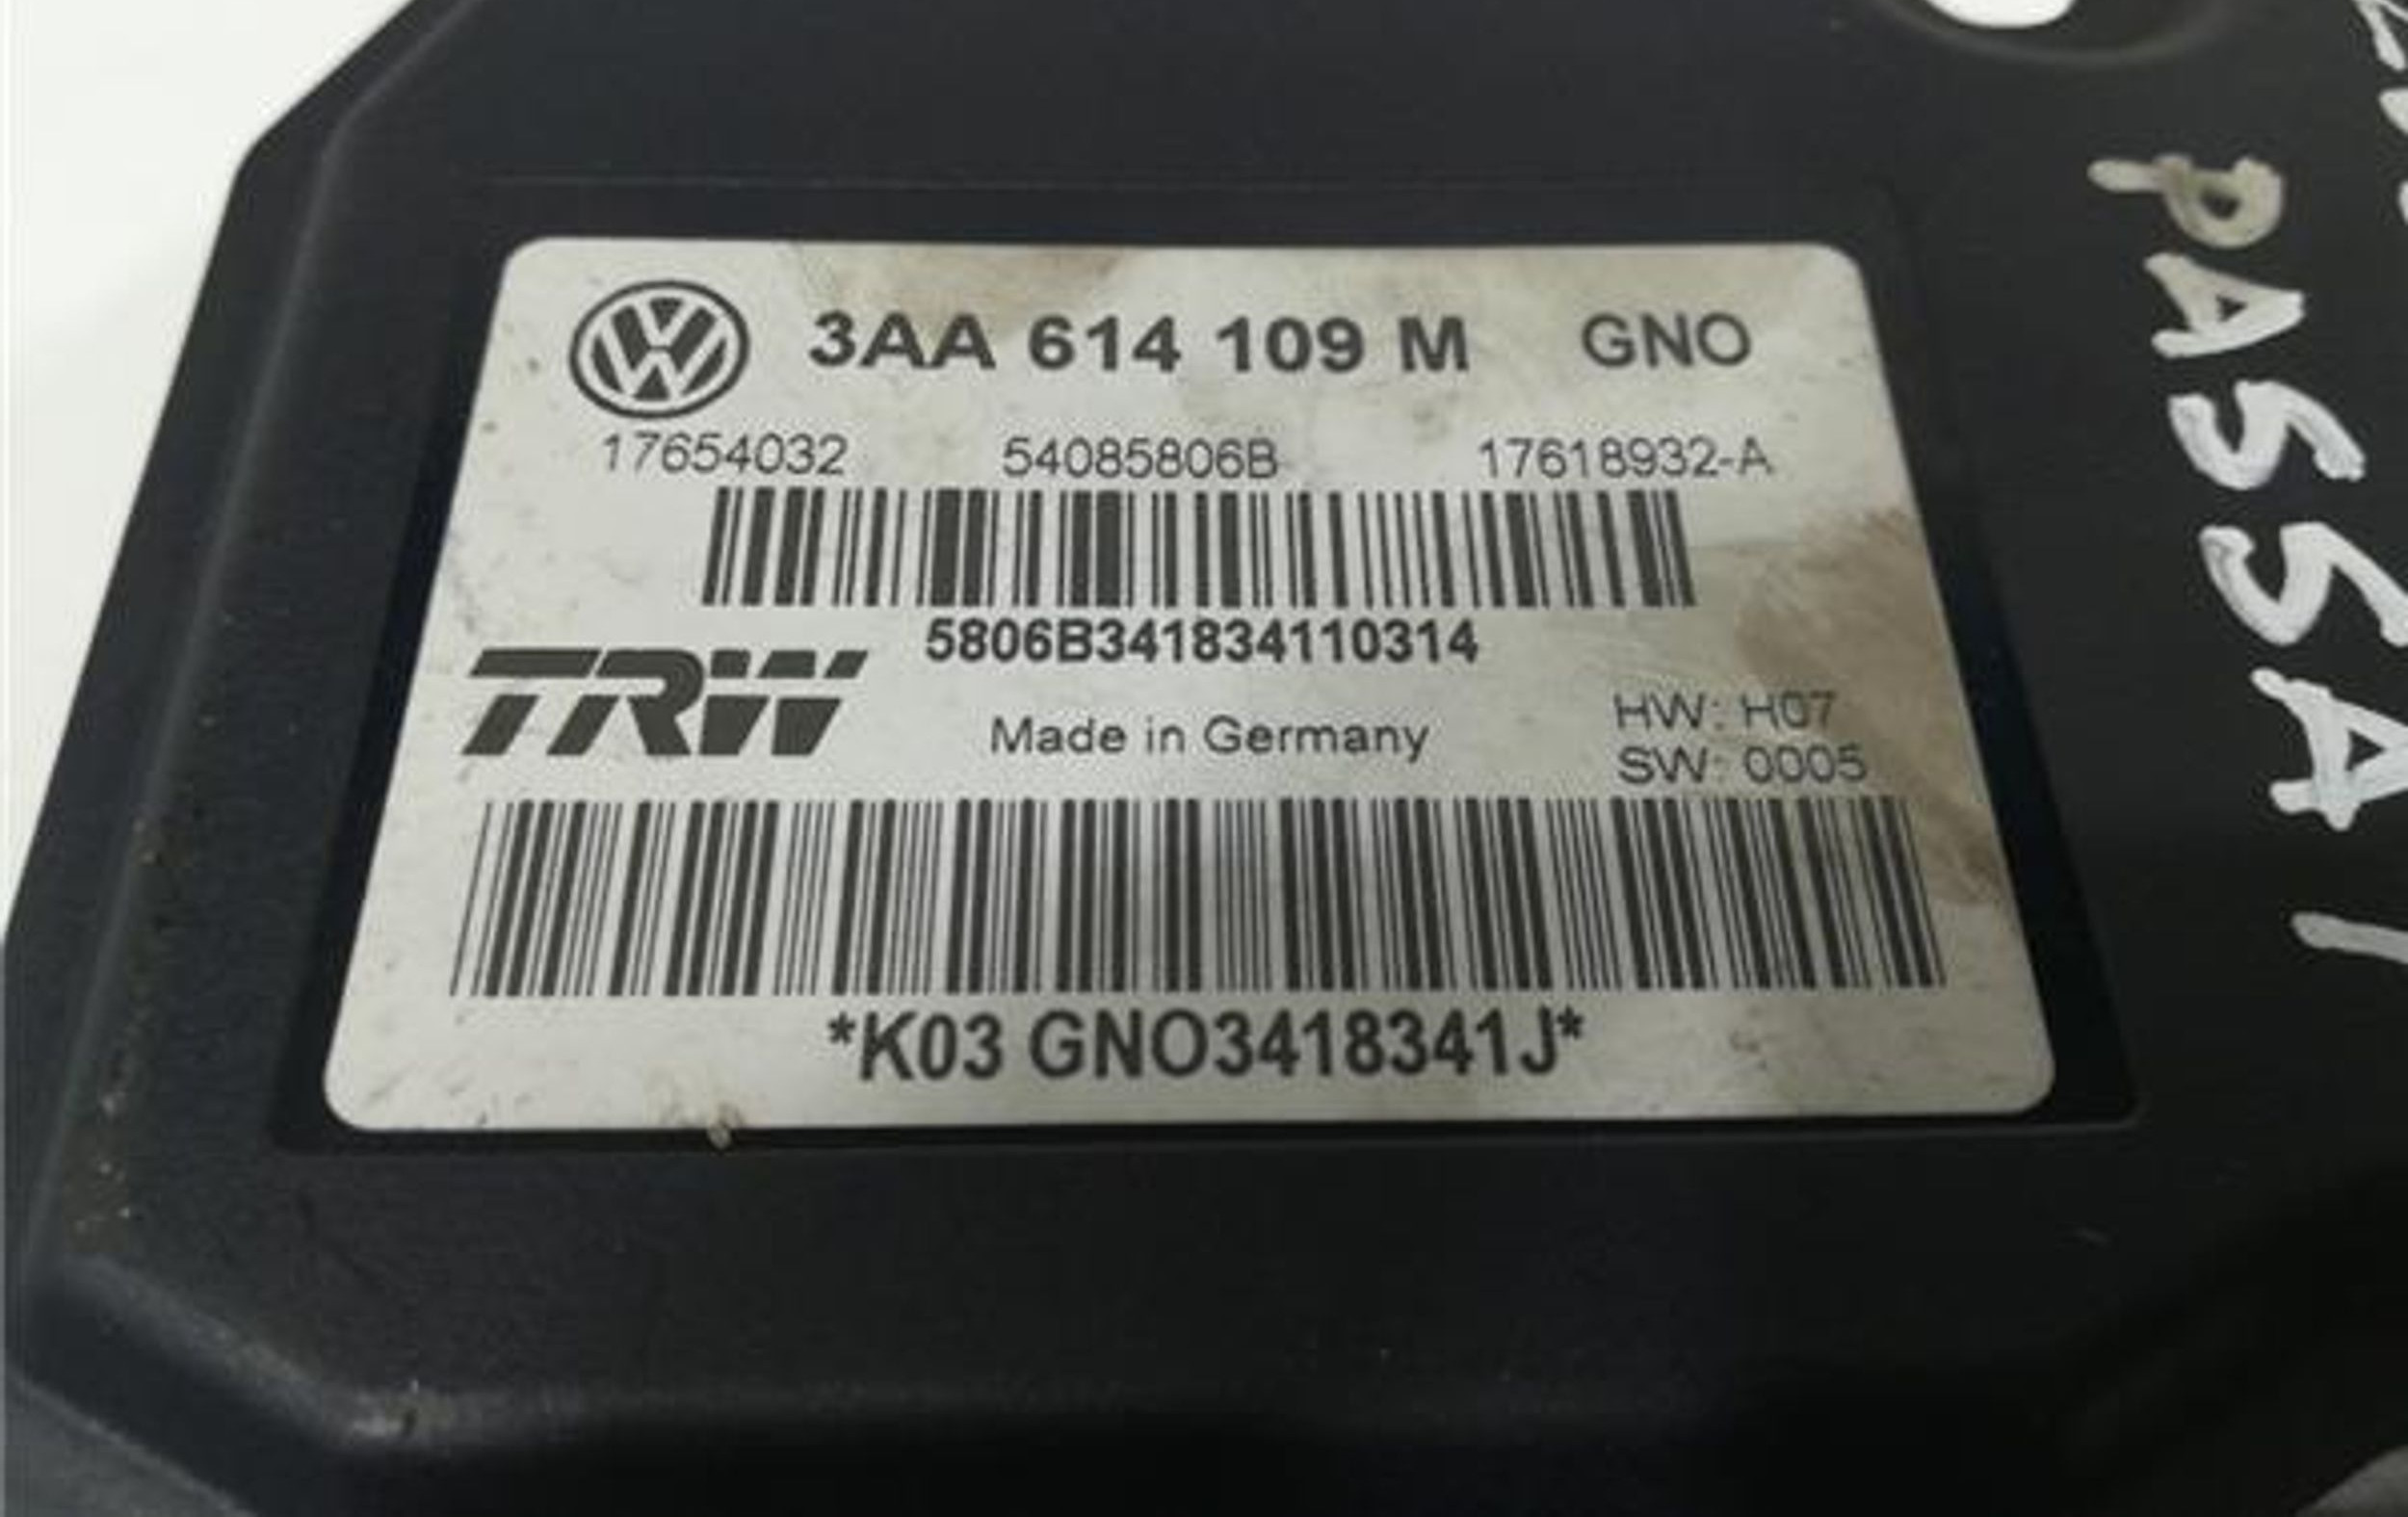 3AA 614 109 M GNO
17654032 54085806B 17618932-A
5806B341834110314
TRW
Made in Germany
HW: H07
SW: 0005
*K03 GNO3418341J*
PASSAT